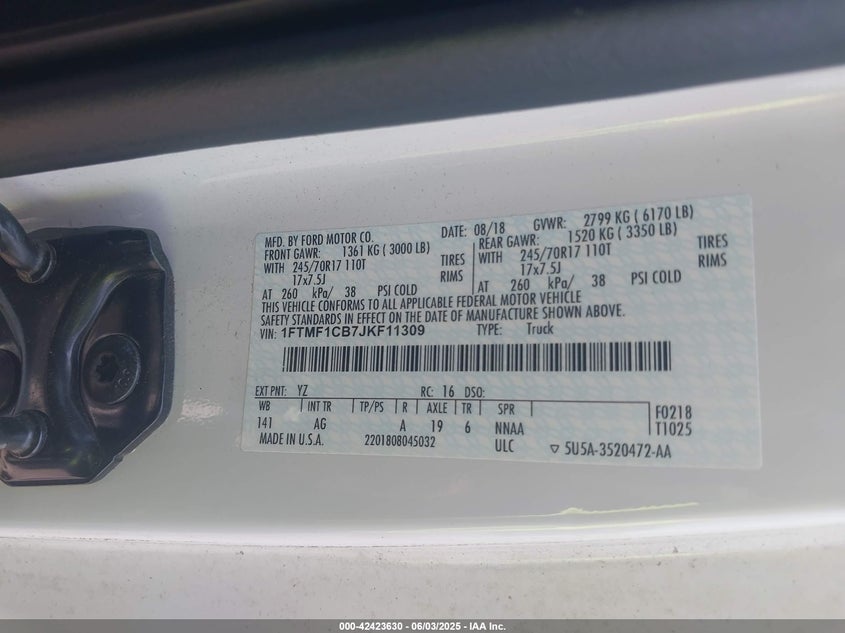 MFD. BY FORD MOTOR CO. DATE: 08/18 GVWR: 2799 KG ( 6170 LB)
FRONT GAWR: 1361 KG ( 3000 LB) REAR GAWR: 1520 KG ( 3350 LB)
WITH 245/70R17 110T TIRES WITH 245/70R17 110T TIRES
17x7.5J RIMS 17x7.5J RIMS
AT 260 kPa/ 38 PSI COLD AT 260 kPa/ 38 PSI COLD
THIS VEHICLE CONFORMS TO ALL APPLICABLE FEDERAL MOTOR VEHICLE
SAFETY STANDARDS IN EFFECT ON THE DATE OF MANUFACTURE SHOWN ABOVE.
VIN: 1FTMF1CB7JKF11309 TYPE: Truck
EXT PNT: YZ RC: 16 DSO:
WB INT TR TP/PS R AXLE TR SPR F0218
141 AG A 19 6 NNAA T1025
MADE IN U.S.A. 2201808045032 ULC ▽ 5U5A-3520472-AA
000-42423630 - 06/03/2025 - IAA Inc.